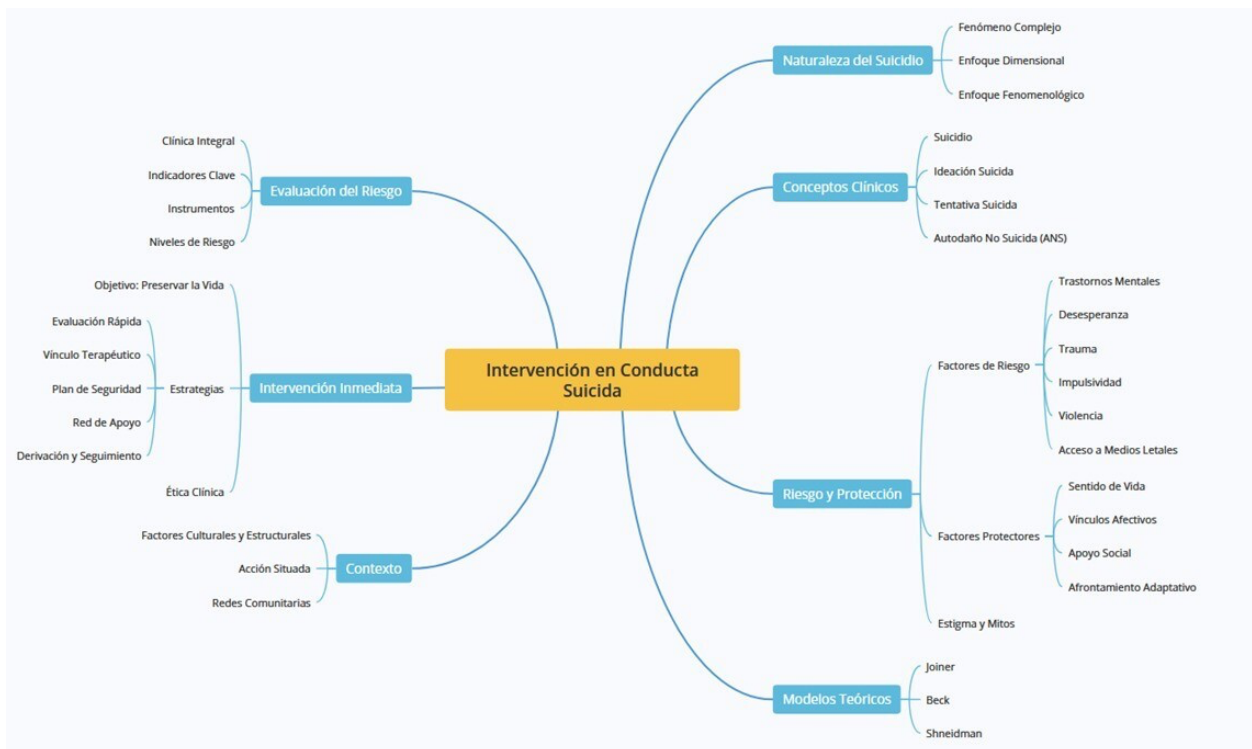 Intervención en Conducta
Suicida
Naturaleza del Suicidio
Fenómeno Complejo
Enfoque Dimensional
Enfoque Fenomenológico
Conceptos Clínicos
Suicidio
Ideación Suicida
Tentativa Suicida
Autodaño No Suicida (ANS)
Riesgo y Protección
Factores de Riesgo
Trastornos Mentales
Desesperanza
Trauma
Impulsividad
Violencia
Acceso a Medios Letales
Factores Protectores
Sentido de Vida
Vínculos Afectivos
Apoyo Social
Afrontamiento Adaptativo
Estigma y Mitos
Modelos Teóricos
Joiner
Beck
Shneidman
Evaluación del Riesgo
Clínica Integral
Indicadores Clave
Instrumentos
Niveles de Riesgo
Intervención Inmediata
Objetivo: Preservar la Vida
Estrategias
Evaluación Rápida
Vínculo Terapéutico
Plan de Seguridad
Red de Apoyo
Derivación y Seguimiento
Ética Clínica
Contexto
Factores Culturales y Estructurales
Acción Situada
Redes Comunitarias